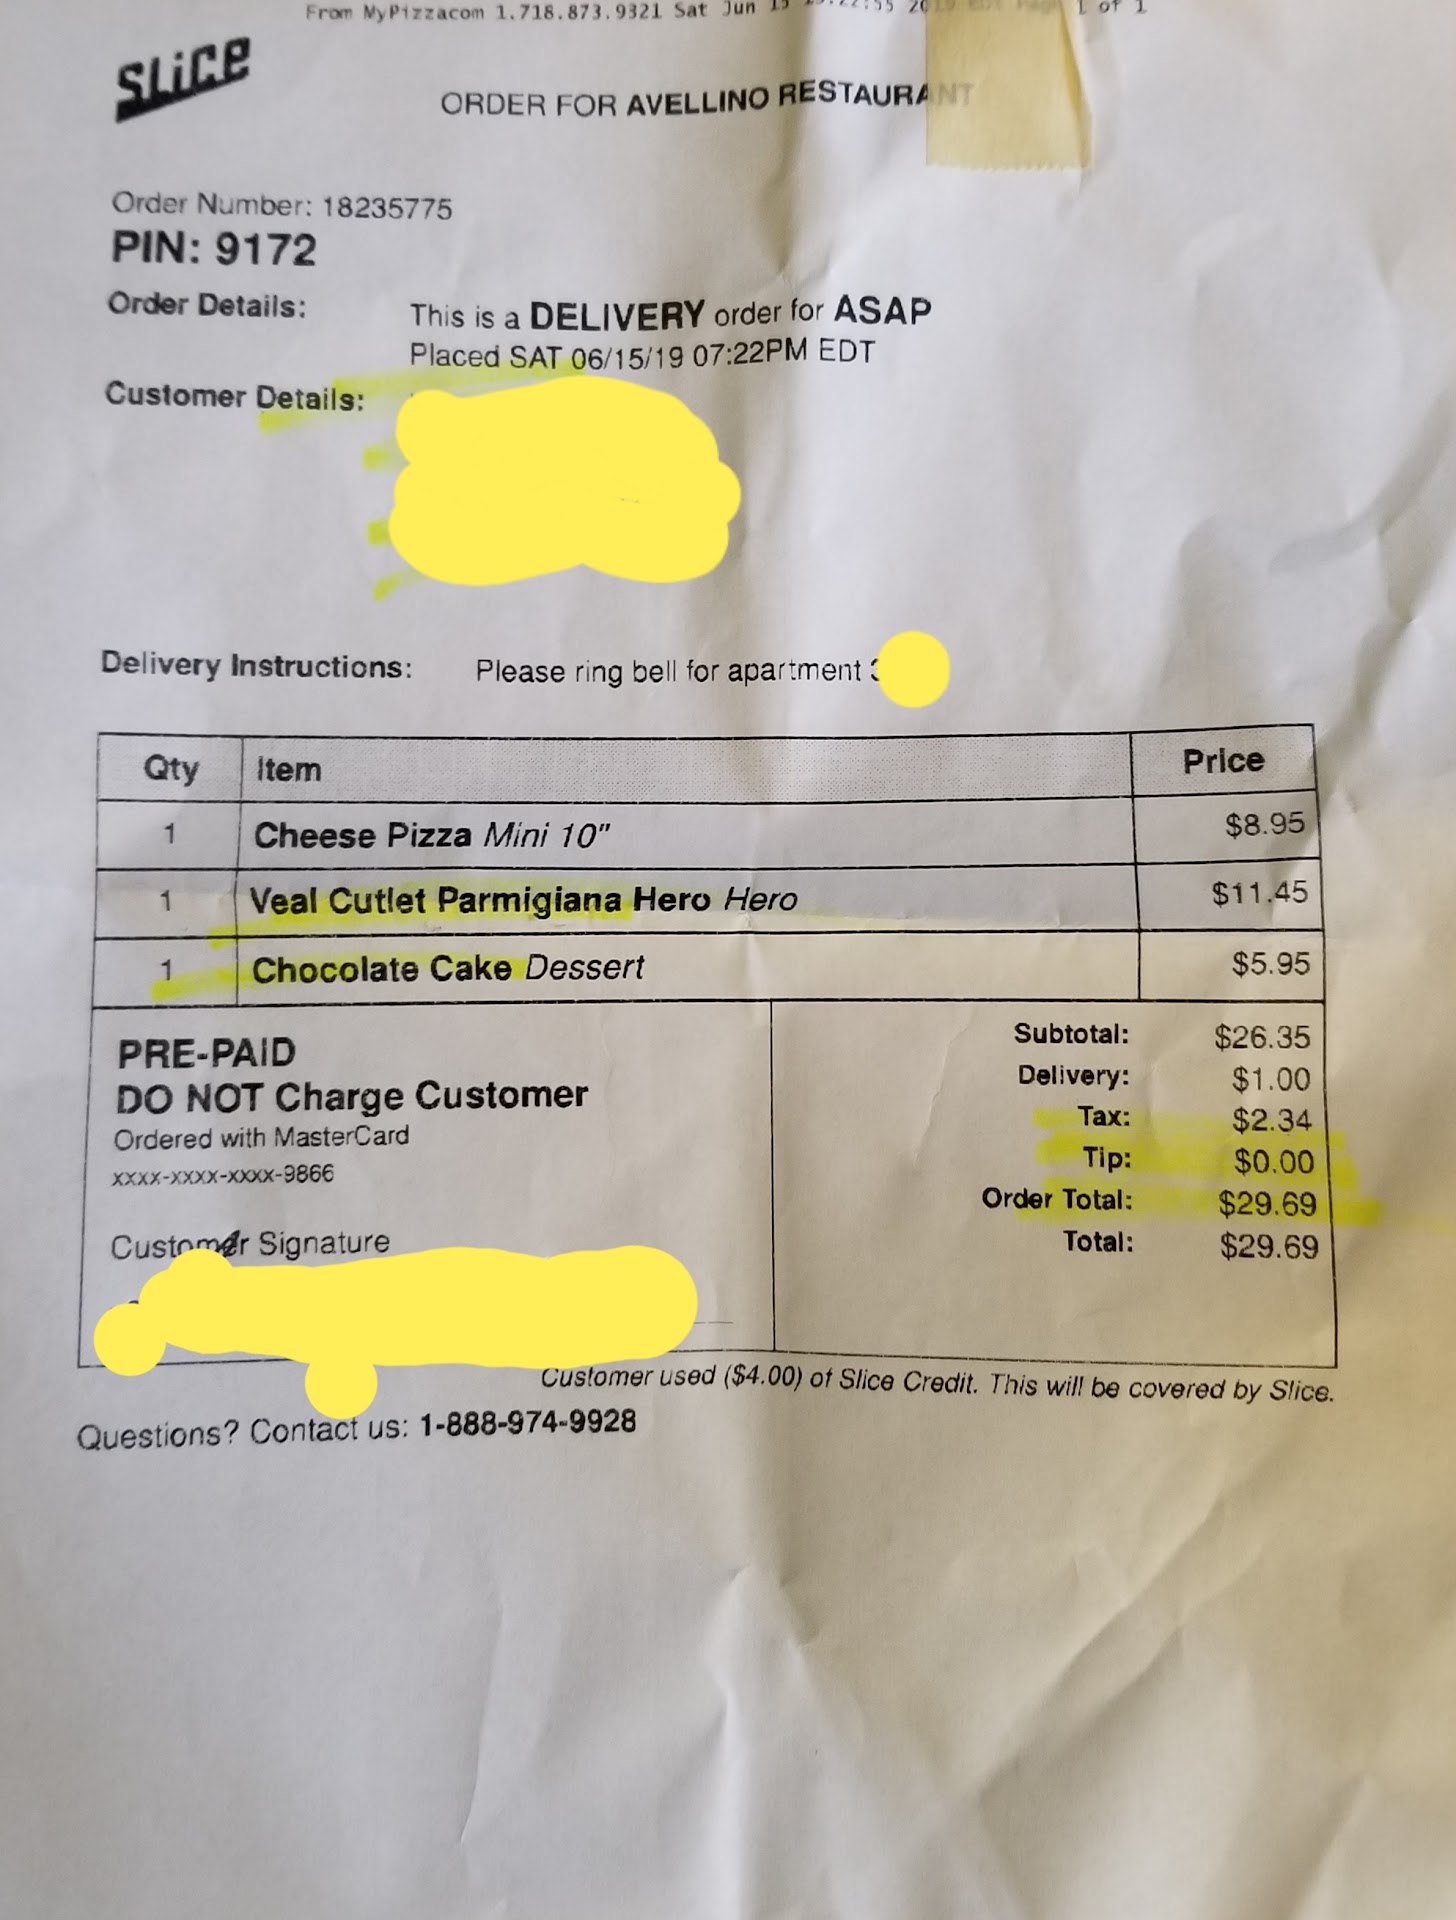 From MyPizzacom 1.718.873.9321 Sat Jun 15 1 of 1
SLiCE
ORDER FOR AVELLINO RESTAURANT
Order Number: 18235775
PIN: 9172
Order Details: This is a DELIVERY order for ASAP
Placed SAT 06/15/19 07:22PM EDT
Customer Details:
Delivery Instructions: Please ring bell for apartment
Qty Item Price
1 Cheese Pizza Mini 10" $8.95
1 Veal Cutlet Parmigiana Hero Hero $11.45
1 Chocolate Cake Dessert $5.95
PRE-PAID
DO NOT Charge Customer
Ordered with MasterCard
xxxx-xxxx-xxxx-9866
Customer Signature
Subtotal: $26.35
Delivery: $1.00
Tax: $2.34
Tip: $0.00
Order Total: $29.69
Total: $29.69
Customer used ($4.00) of Slice Credit. This will be covered by Slice.
Questions? Contact us: 1-888-974-9928